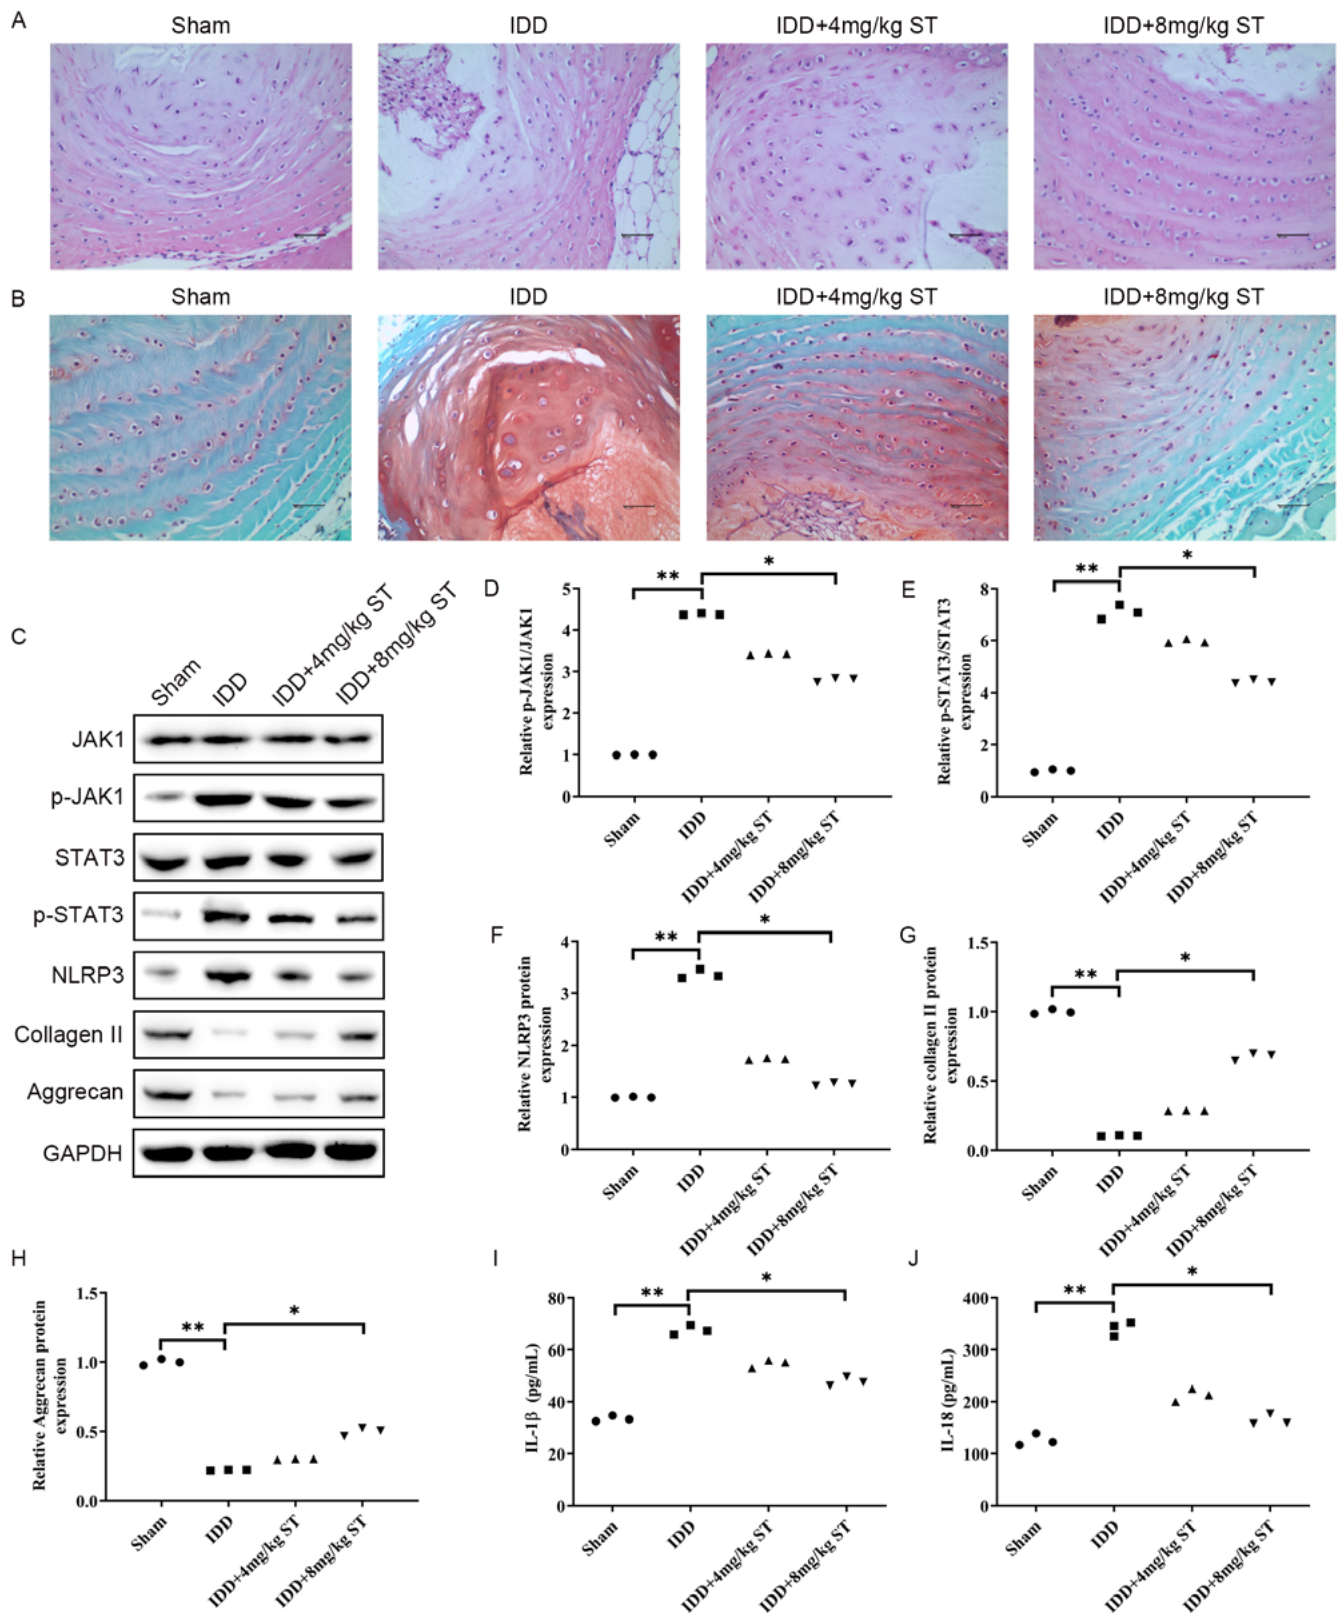 A
Sham
IDD
IDD+4mg/kg ST
IDD+8mg/kg ST
B
Sham
IDD
IDD+4mg/kg ST
IDD+8mg/kg ST
C
Sham
IDD
IDD+4mg/kg ST
IDD+8mg/kg ST
JAK1
p-JAK1
STAT3
p-STAT3
NLRP3
Collagen II
Aggrecan
GAPDH
D
Relative p-JAK1/JAK1
expression
5
4
3
2
1
0
**
*
Sham
IDD
IDD+4mg/kg ST
IDD+8mg/kg ST
E
Relative p-STAT3/STAT3
expression
8
6
4
2
0
**
*
Sham
IDD
IDD+4mg/kg ST
IDD+8mg/kg ST
F
Relative NLRP3 protein
expression
4
3
2
1
0
**
*
Sham
IDD
IDD+4mg/kg ST
IDD+8mg/kg ST
G
Relative collagen II protein
expression
1.5
1.0
0.5
0.0
**
*
Sham
IDD
IDD+4mg/kg ST
IDD+8mg/kg ST
H
Relative Aggrecan protein
expression
1.5
1.0
0.5
0.0
**
*
Sham
IDD
IDD+4mg/kg ST
IDD+8mg/kg ST
I
IL-1β (pg/mL)
80
60
40
20
0
**
*
Sham
IDD
IDD+4mg/kg ST
IDD+8mg/kg ST
J
IL-18 (pg/mL)
400
300
200
100
0
**
*
Sham
IDD
IDD+4mg/kg ST
IDD+8mg/kg ST